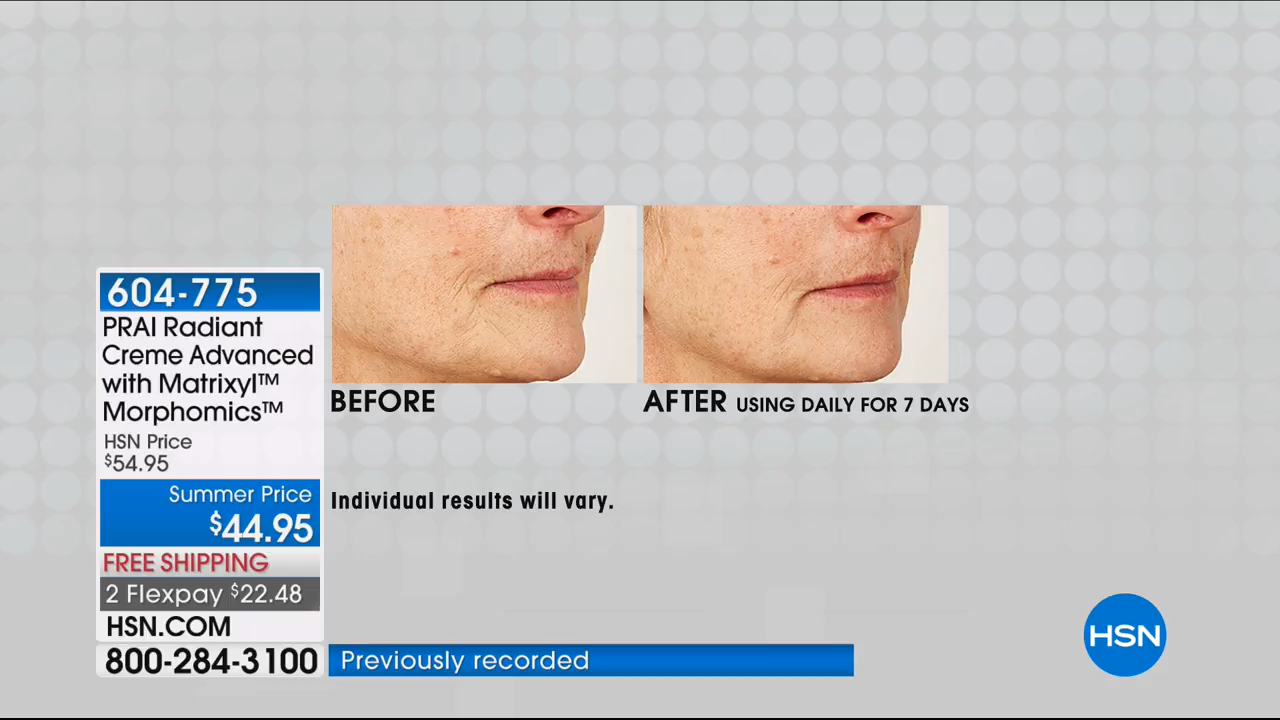 604-775
PRAI Radiant
Creme Advanced
with Matrixyl™
Morphomics™
HSN Price
$54.95
Summer Price
$44.95
FREE SHIPPING
2 Flexpay $22.48
HSN.COM
800-284-3100
BEFORE
AFTER USING DAILY FOR 7 DAYS
Individual results will vary.
Previously recorded
HSN